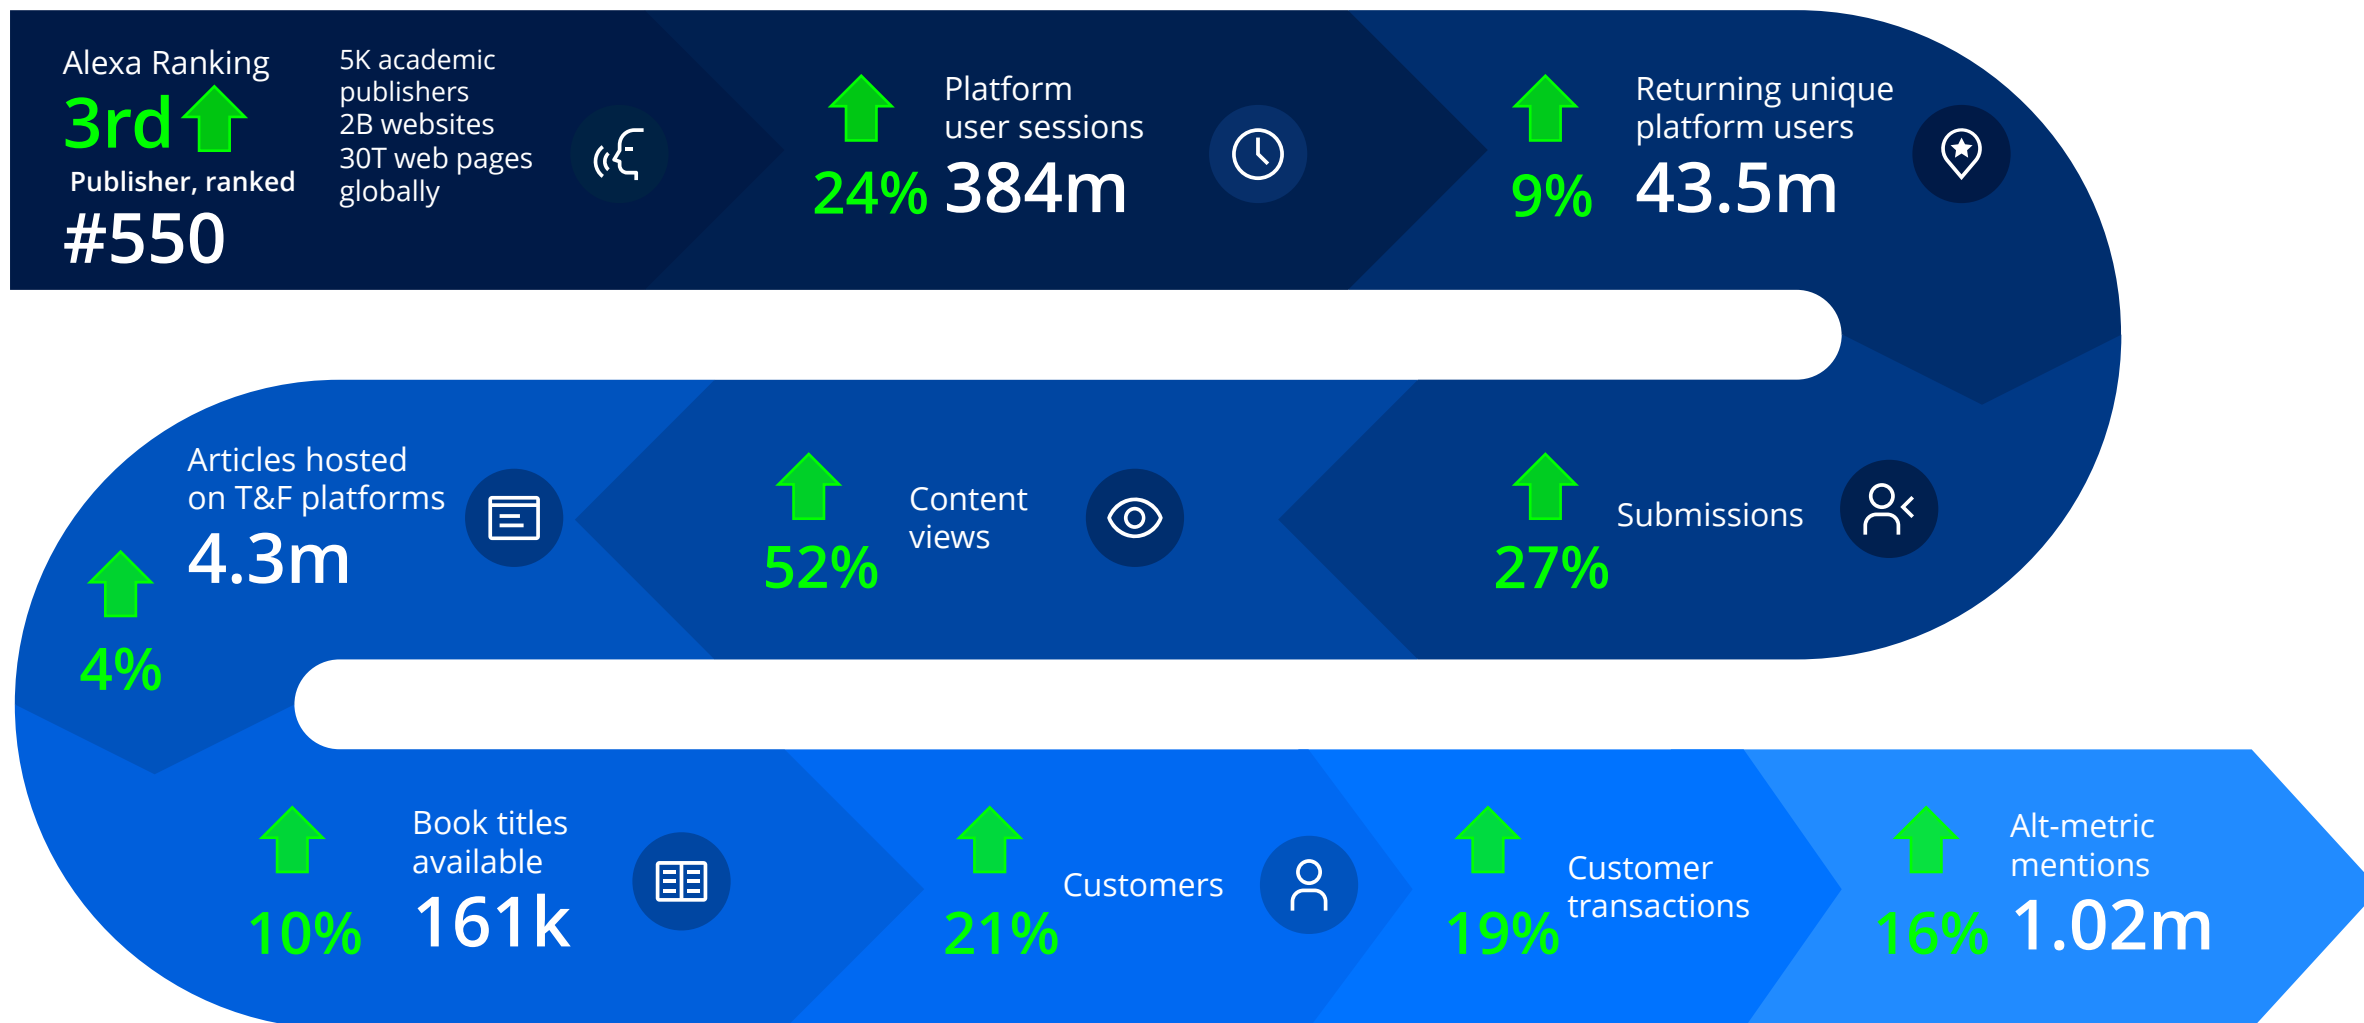 Alexa Ranking
3rd
Publisher, ranked
#550
5K academic
publishers
2B websites
30T web pages
globally
24%
Platform
user sessions
384m
9%
Returning unique
platform users
43.5m
Articles hosted
on T&F platforms
4.3m
4%
52%
Content
views
27%
Submissions
10%
Book titles
available
161k
21%
Customers
19%
Customer
transactions
16%
Alt-metric
mentions
1.02m